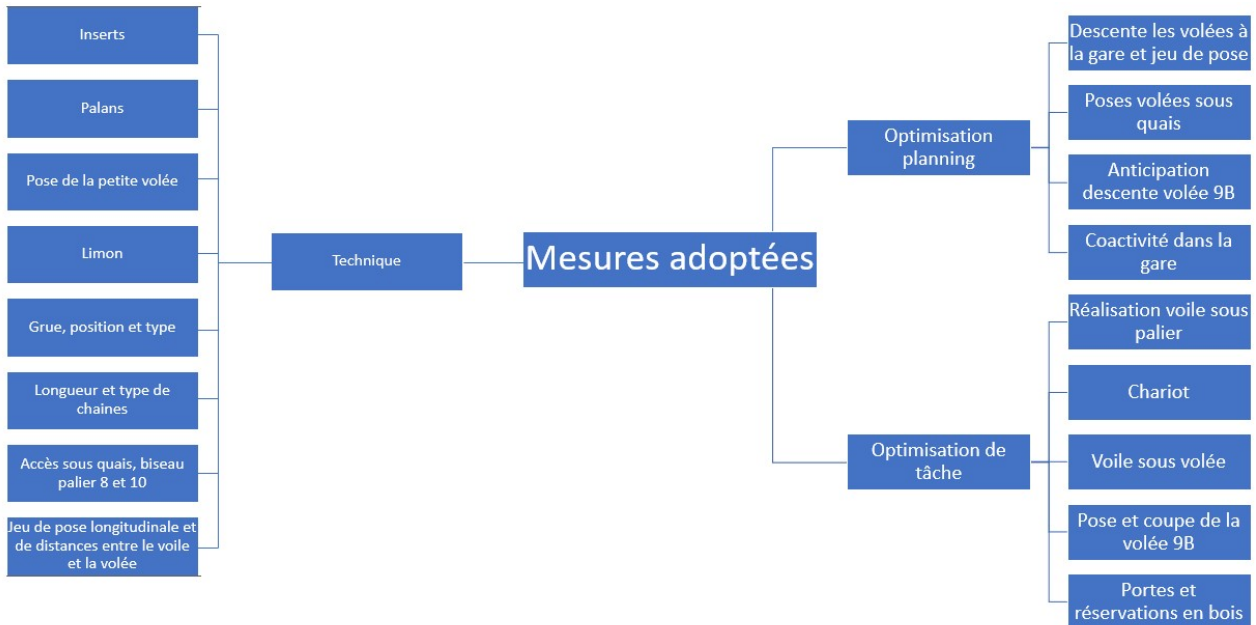 Inserts
Palans
Pose de la petite volée
Limon
Grue, position et type
Longueur et type de
chaines
Accès sous quais, biseau
palier 8 et 10
Jeu de pose longitudinale et
de distances entre le voile
et la volée
Technique
Mesures adoptées
Optimisation
planning
Descente les volées à
la gare et jeu de pose
Poses volées sous
quais
Anticipation
descente volée 9B
Coactivité dans la
gare
Optimisation de
tâche
Réalisation voile sous
palier
Chariot
Voile sous volée
Pose et coupe de la
volée 9B
Portes et
réservations en bois